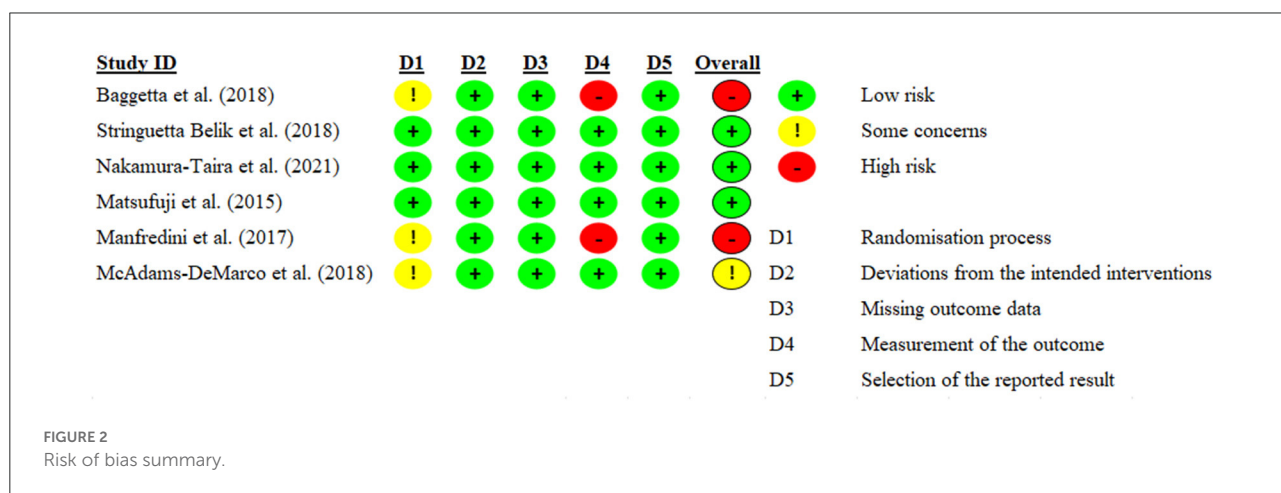 Study ID D1 D2 D3 D4 D5 Overall
Baggetta et al. (2018) ! + + - + - + Low risk
Stringuetta Belik et al. (2018) + + + + + + ! Some concerns
Nakamura-Taira et al. (2021) + + + + + + - High risk
Matsufuji et al. (2015) + + + + + +
Manfredini et al. (2017) ! + + - + - D1 Randomisation process
McAdams-DeMarco et al. (2018) ! + + + + ! D2 Deviations from the intended interventions
D3 Missing outcome data
D4 Measurement of the outcome
D5 Selection of the reported result
FIGURE 2
Risk of bias summary.